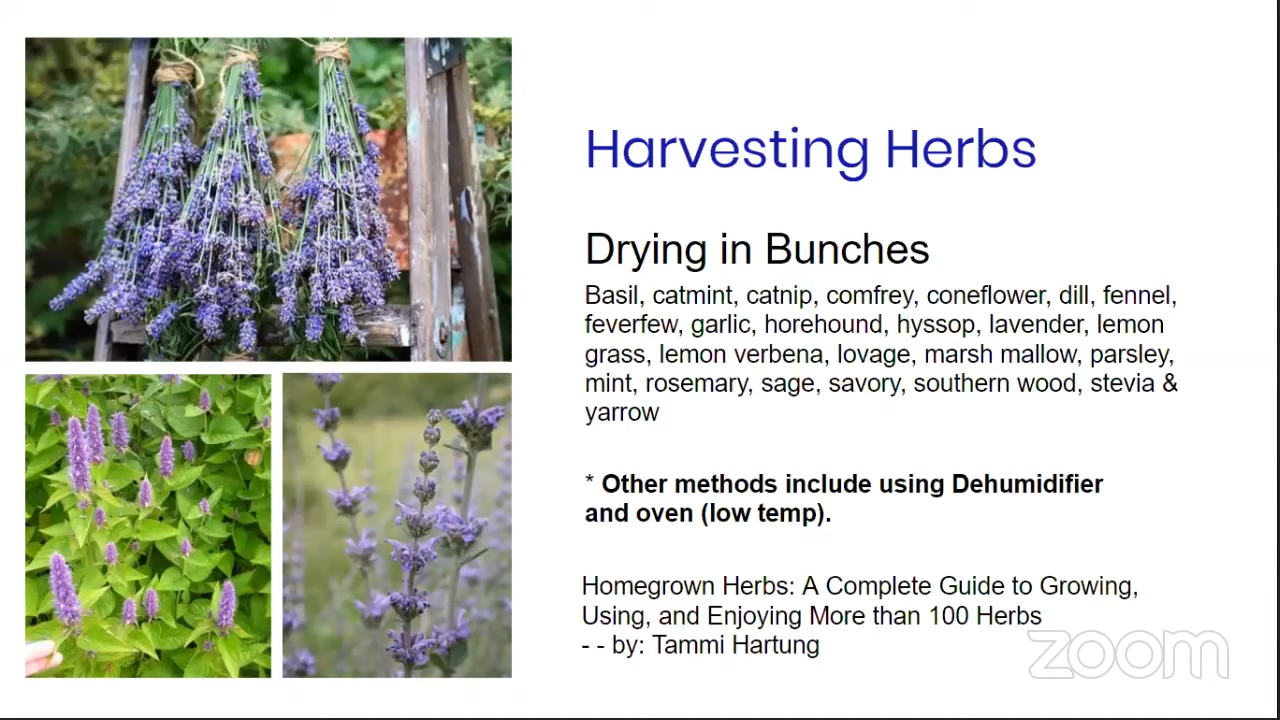 Harvesting Herbs
Drying in Bunches
Basil, catmint, catnip, comfrey, coneflower, dill, fennel,
feverfew, garlic, horehound, hyssop, lavender, lemon
grass, lemon verbena, lovage, marsh mallow, parsley,
mint, rosemary, sage, savory, southern wood, stevia &
yarrow
* Other methods include using Dehumidifier
and oven (low temp).
Homegrown Herbs: A Complete Guide to Growing,
Using, and Enjoying More than 100 Herbs
- - by: Tammi Hartung
zoom